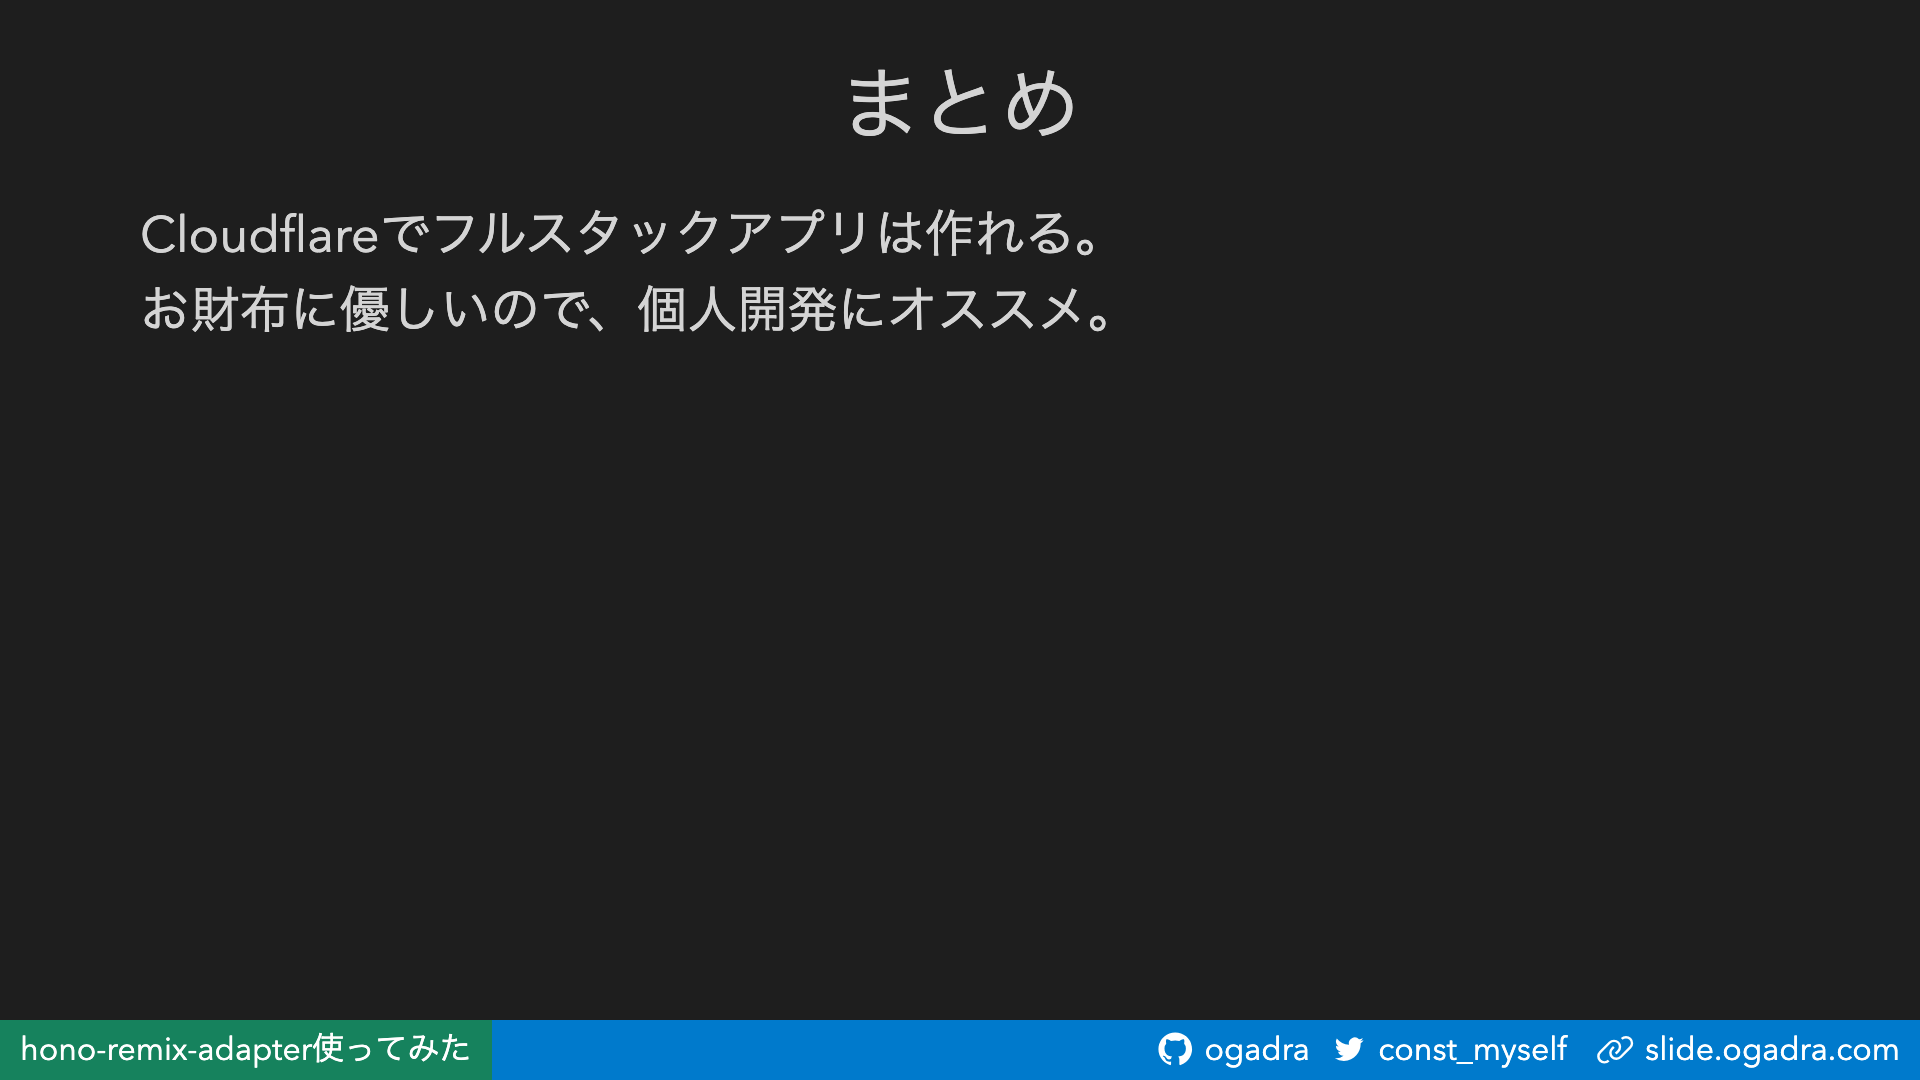 まとめ
Cloudflareでフルスタックアプリは作れる。
お財布に優しいので、個人開発にオススメ。
hono-remix-adapter使ってみた
ogadra const_myself slide.ogadra.com